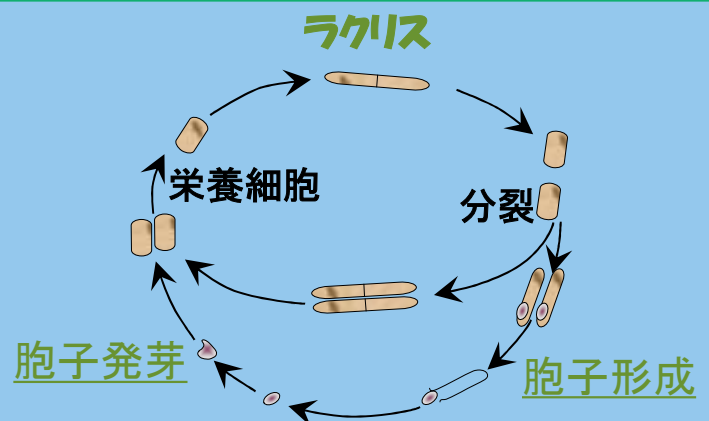 ラクリス
栄養細胞
分裂
胞子発芽
胞子形成